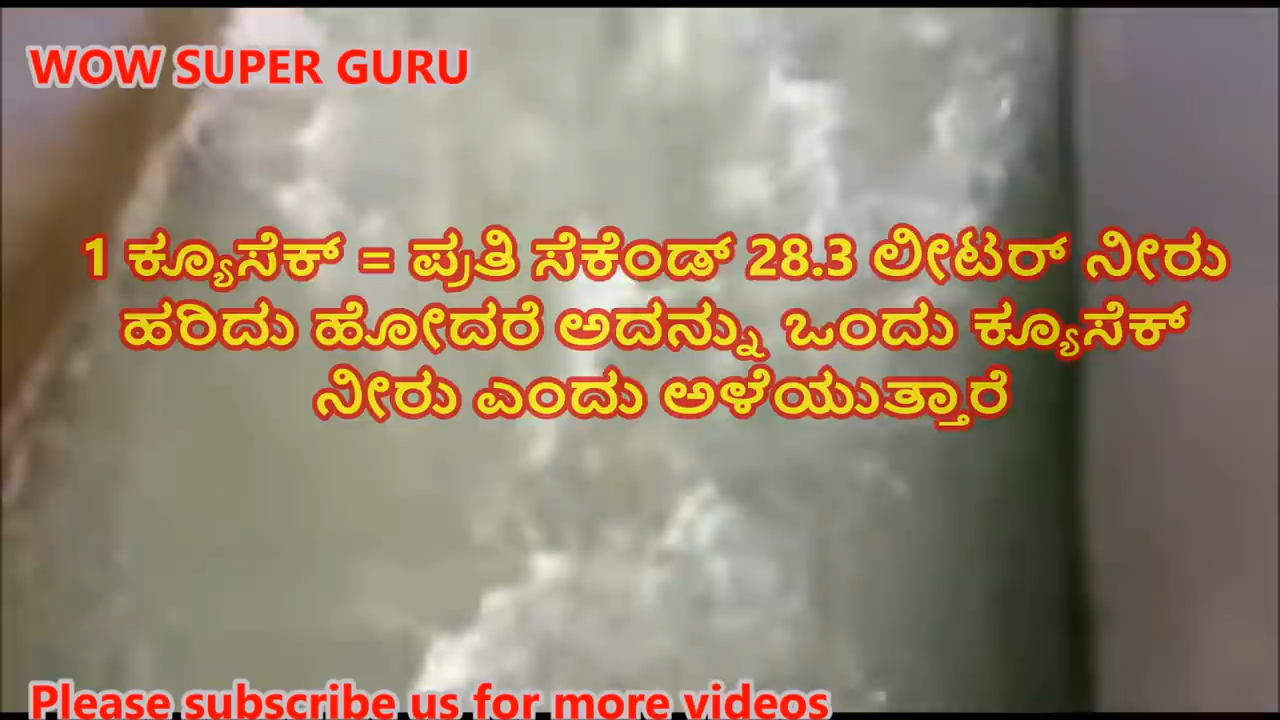 WOW SUPER GURU
1 ಕ್ಯೂಸೆಕ್ = ಪ್ರತಿ ಸೆಕೆಂಡ್ 28.3 ಲೀಟರ್ ನೀರು
ಹರಿದು ಹೋದರೆ ಅದನ್ನು ಒಂದು ಕ್ಯೂಸೆಕ್
ನೀರು ಎಂದು ಅಳೆಯುತ್ತಾರೆ
Please subscribe us for more videos